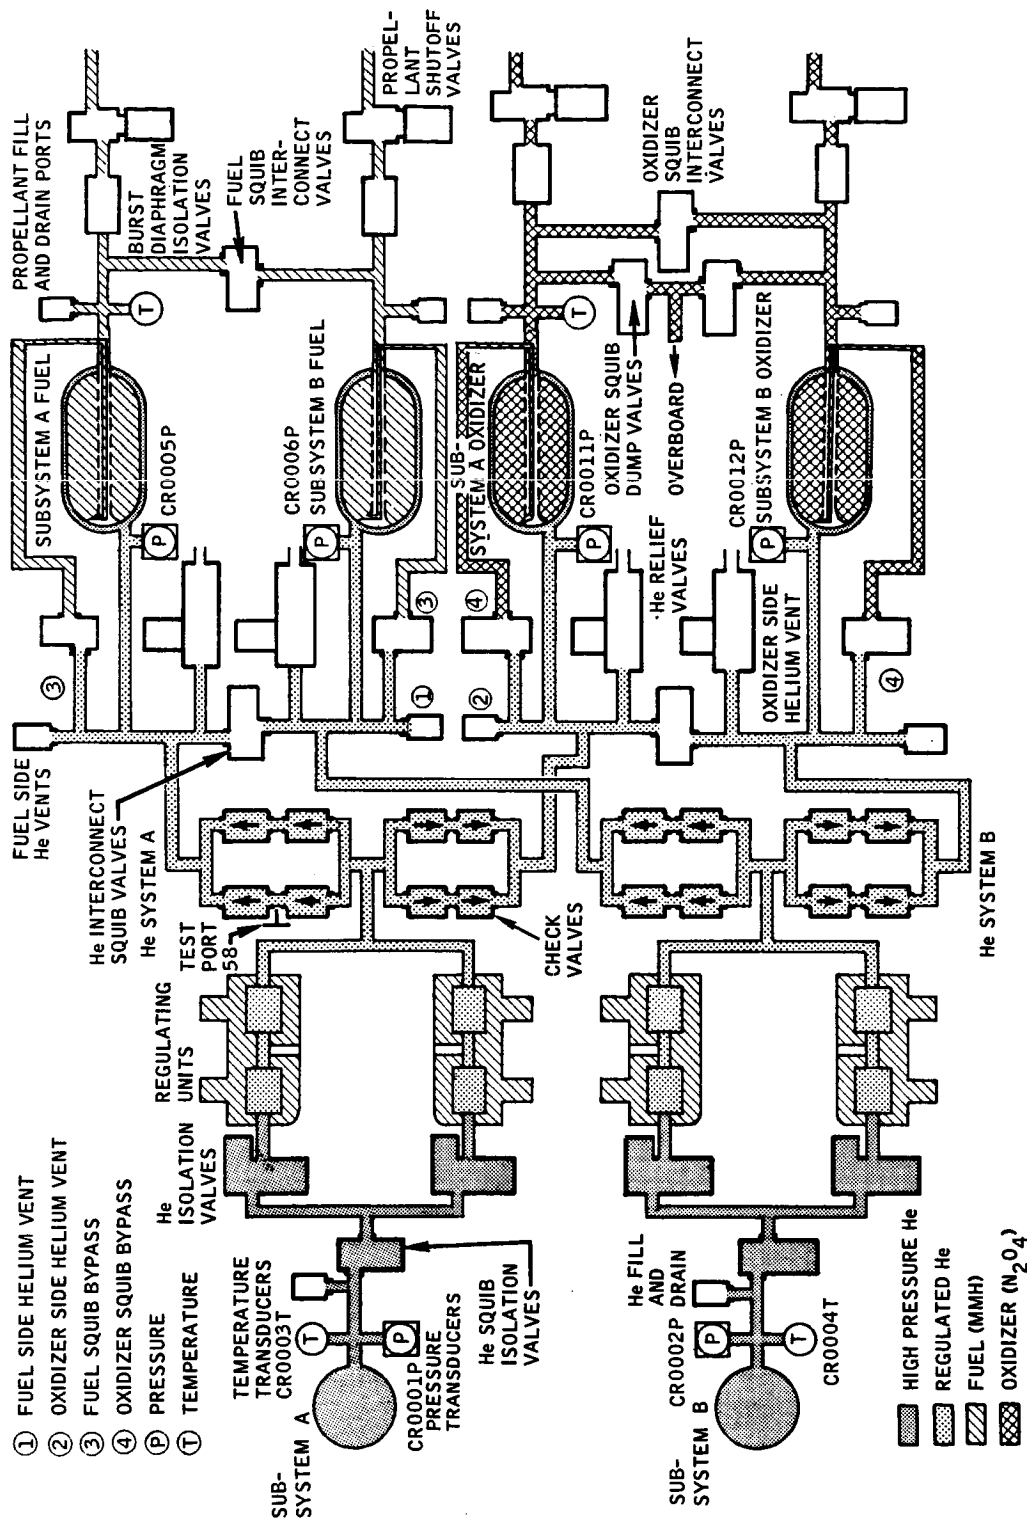 ① FUEL SIDE HELIUM VENT
② OXIDIZER SIDE HELIUM VENT
③ FUEL SQUIB BYPASS
④ OXIDIZER SQUIB BYPASS
Ⓟ PRESSURE
Ⓣ TEMPERATURE
FUEL SIDE
He VENTS
③
SUBSYSTEM A FUEL
PROPELLANT FILL
AND DRAIN PORTS
BURST
DIAPHRAGM
ISOLATION
VALVES
FUEL
SQUIB
INTER-
CONNECT
VALVES
PROPEL-
LANT
SHUTOFF
VALVES
T
P
CR0005P
He INTERCONNECT
SQUIB VALVES
He SYSTEM A
TEST
PORT
58
REGULATING
UNITS
He
ISOLATION
VALVES
TEMPERATURE
TRANSDUCERS
CR0003T
T
P
SUB-
SYSTEM A
CR0001P
PRESSURE
TRANSDUCERS
He SQUIB
ISOLATION
VALVES
CHECK
VALVES
CR0006P
SUBSYSTEM B FUEL
P
③
①
②
④
SUB-
SYSTEM A OXIDIZER
T
P
CR0011P
OXIDIZER SQUIB
DUMP VALVES
OVERBOARD
OXIDIZER
SQUIB
INTERCONNECT
VALVES
He RELIEF
VALVES
CR0012P
SUBSYSTEM B OXIDIZER
P
OXIDIZER SIDE
HELIUM VENT
④
He SYSTEM B
He FILL
AND
DRAIN
CR0002P
P
T
CR0004T
SUB-
SYSTEM B
HIGH PRESSURE He
REGULATED He
FUEL (MMH)
OXIDIZER (N2O4)